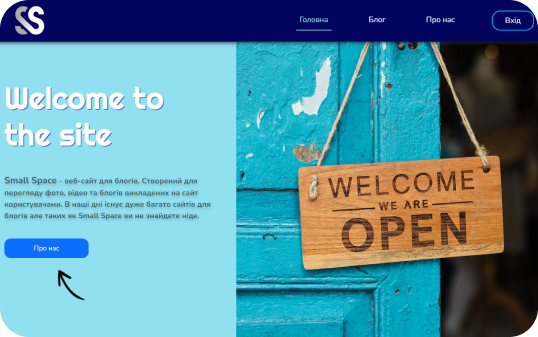 SS
Головна
Блог
Про нас
Вхід
Welcome to
the site
Small Space – веб-сайт для блогів. Створений для
перегляду фото, відео та блогів викладених на сайт
користувачами. В наші дні існує дуже багато сайтів для
блогів але таких як Small Space ви не знайдете ніде.
Про нас
WELCOME
WE ARE
OPEN